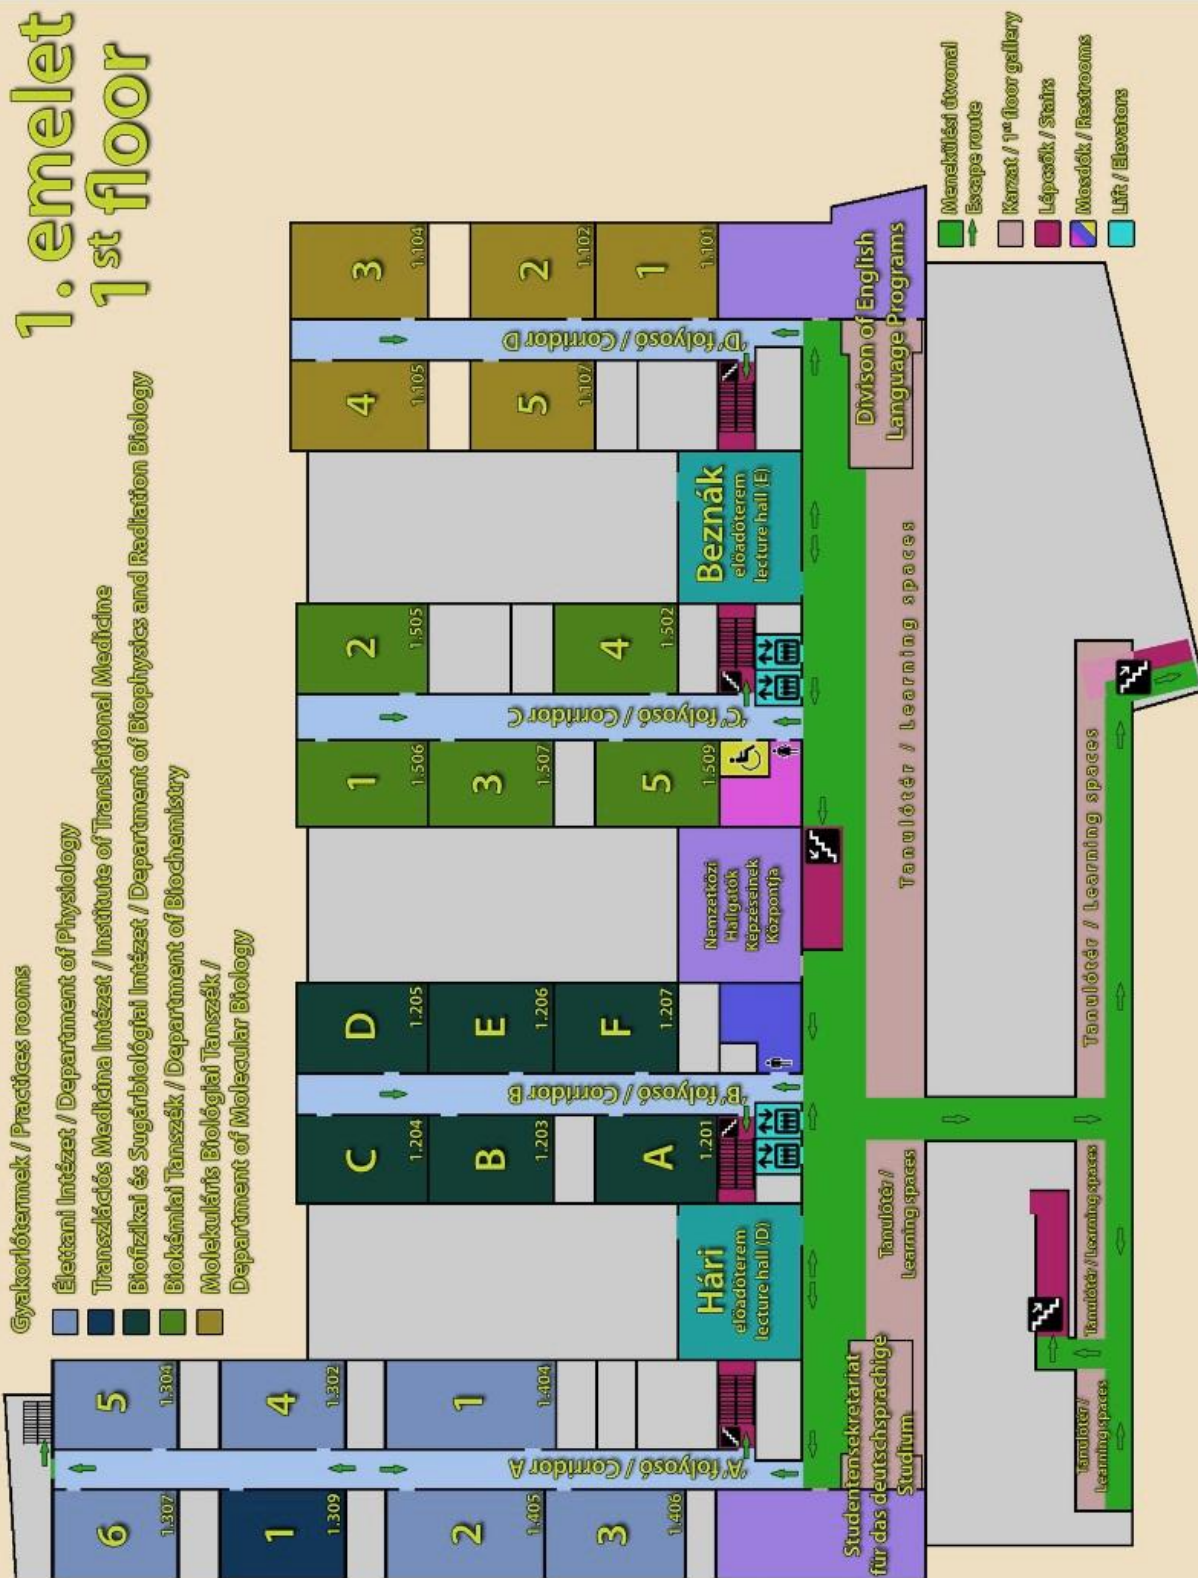 1. emelet
1st floor
Gyakorlótermek / Practices rooms
Élettani Intézet / Department of Physiology
Transzlációs Medicina Intézet / Institute of Translational Medicine
Biofizikai és Sugárbiológiai Intézet / Department of Biophysics and Radiation Biology
Biokémiai Tanszék / Department of Biochemistry
Molekuláris Biológiai Tanszék /
Department of Molecular Biology
6
1.307
1
1.309
2
1.405
3
1.406
'A' folyosó / Corridor A
5
1.304
4
1.302
1
1.404
Studentensekretariat
für das deutschsprachige
Studium
Hári
előadóterem
lecture hall (D)
C
1.204
B
1.203
A
1.201
'B' folyosó / Corridor B
D
1.205
E
1.206
F
1.207
Nemzetközi
Hallgatók
Képzéseinek
Központja
1
1.506
3
1.507
5
1.509
'C' folyosó / Corridor C
2
1.505
4
1.502
Beznák
előadóterem
lecture hall (E)
4
1.105
5
1.107
'D' folyosó / Corridor D
3
1.104
2
1.102
1
1.101
Divison of English
Language Programs
Tanulótér /
Learning spaces
Tanulótér / Learning spaces
Tanulótér /
Learning spaces
Tanulótér / Learning spaces
Tanulótér / Learning spaces
Menekülési útvonal
Escape route
Karzat / 1st floor gallery
Lépcsők / Stairs
Mosdók / Restrooms
Lift / Elevators